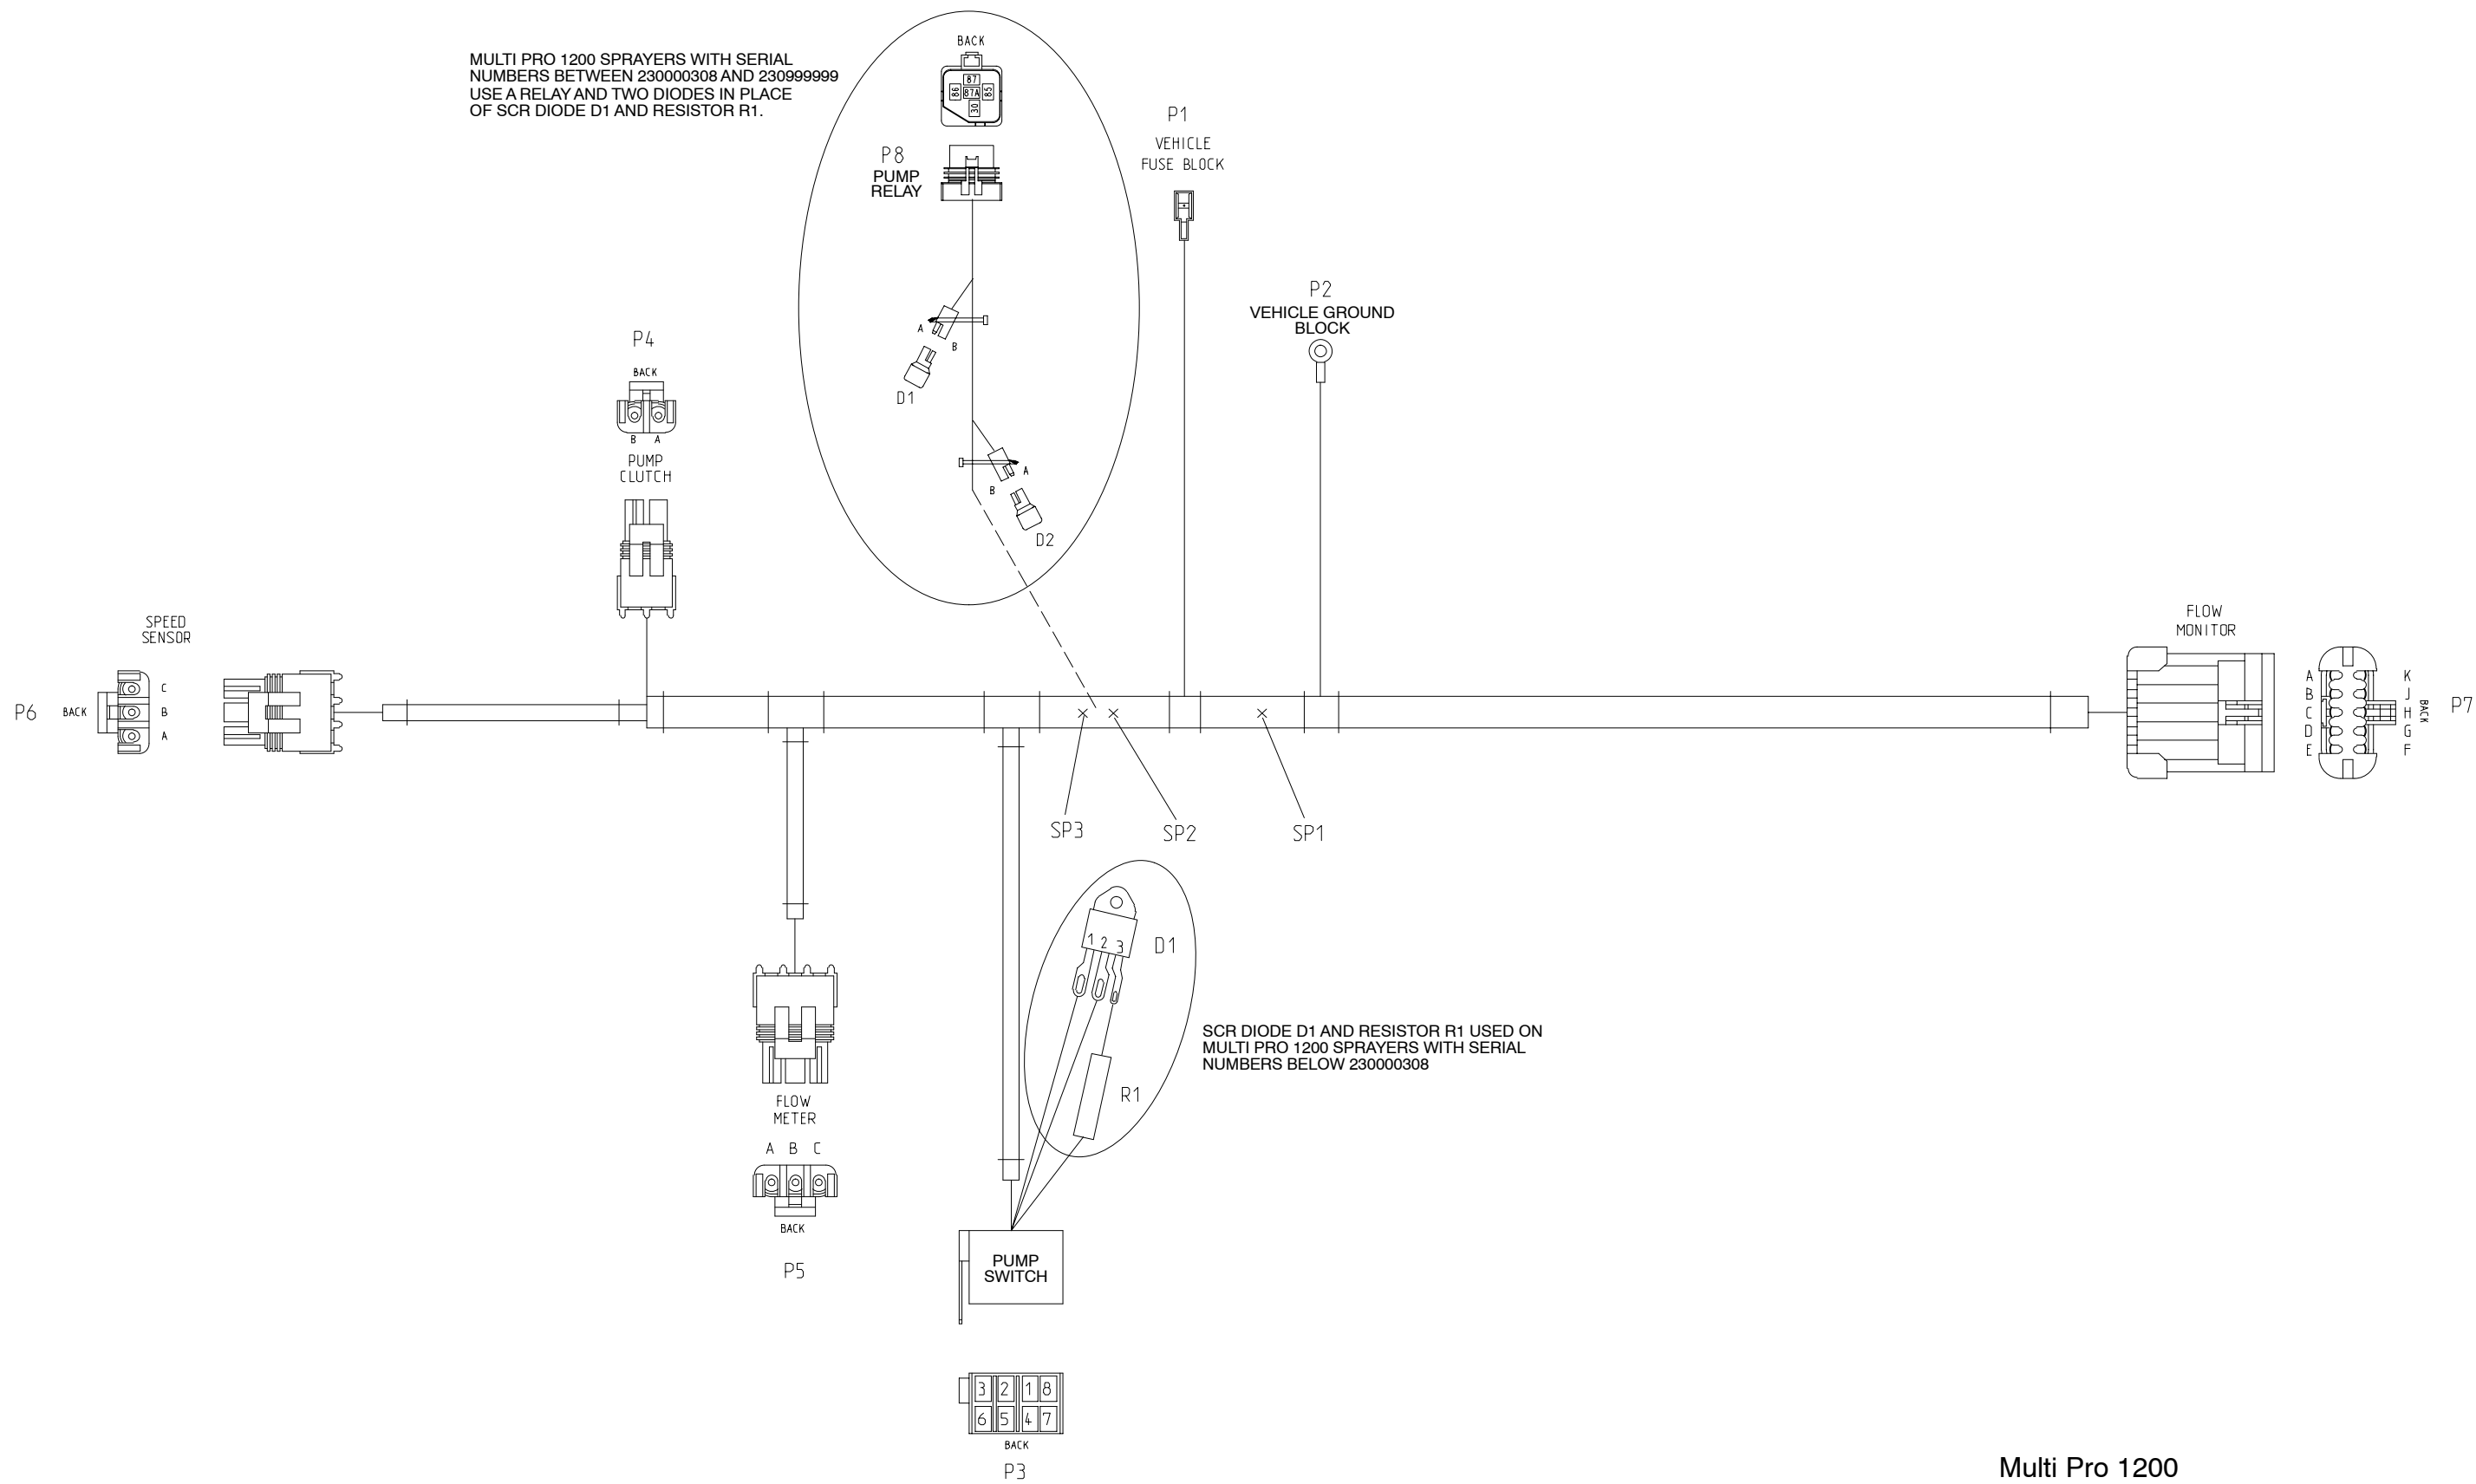 MULTI PRO 1200 SPRAYERS WITH SERIAL
NUMBERS BETWEEN 230000308 AND 230999999
USE A RELAY AND TWO DIODES IN PLACE
OF SCR DIODE D1 AND RESISTOR R1.
BACK
87
86
87A
85
30
P8
PUMP
RELAY
A
B
D1
A
B
D2
P1
VEHICLE
FUSE BLOCK
P2
VEHICLE GROUND
BLOCK
P4
BACK
B A
PUMP
CLUTCH
SPEED
SENSOR
P6
BACK
C
B
A
FLOW
MONITOR
A
B
C
D
E
K
J
H
G
F
BACK
P7
SP3
SP2
SP1
1 2 3
D1
R1
SCR DIODE D1 AND RESISTOR R1 USED ON
MULTI PRO 1200 SPRAYERS WITH SERIAL
NUMBERS BELOW 230000308
FLOW
METER
A B C
BACK
P5
PUMP
SWITCH
3 2 1 8
6 5 4 7
BACK
P3
Multi Pro 1200